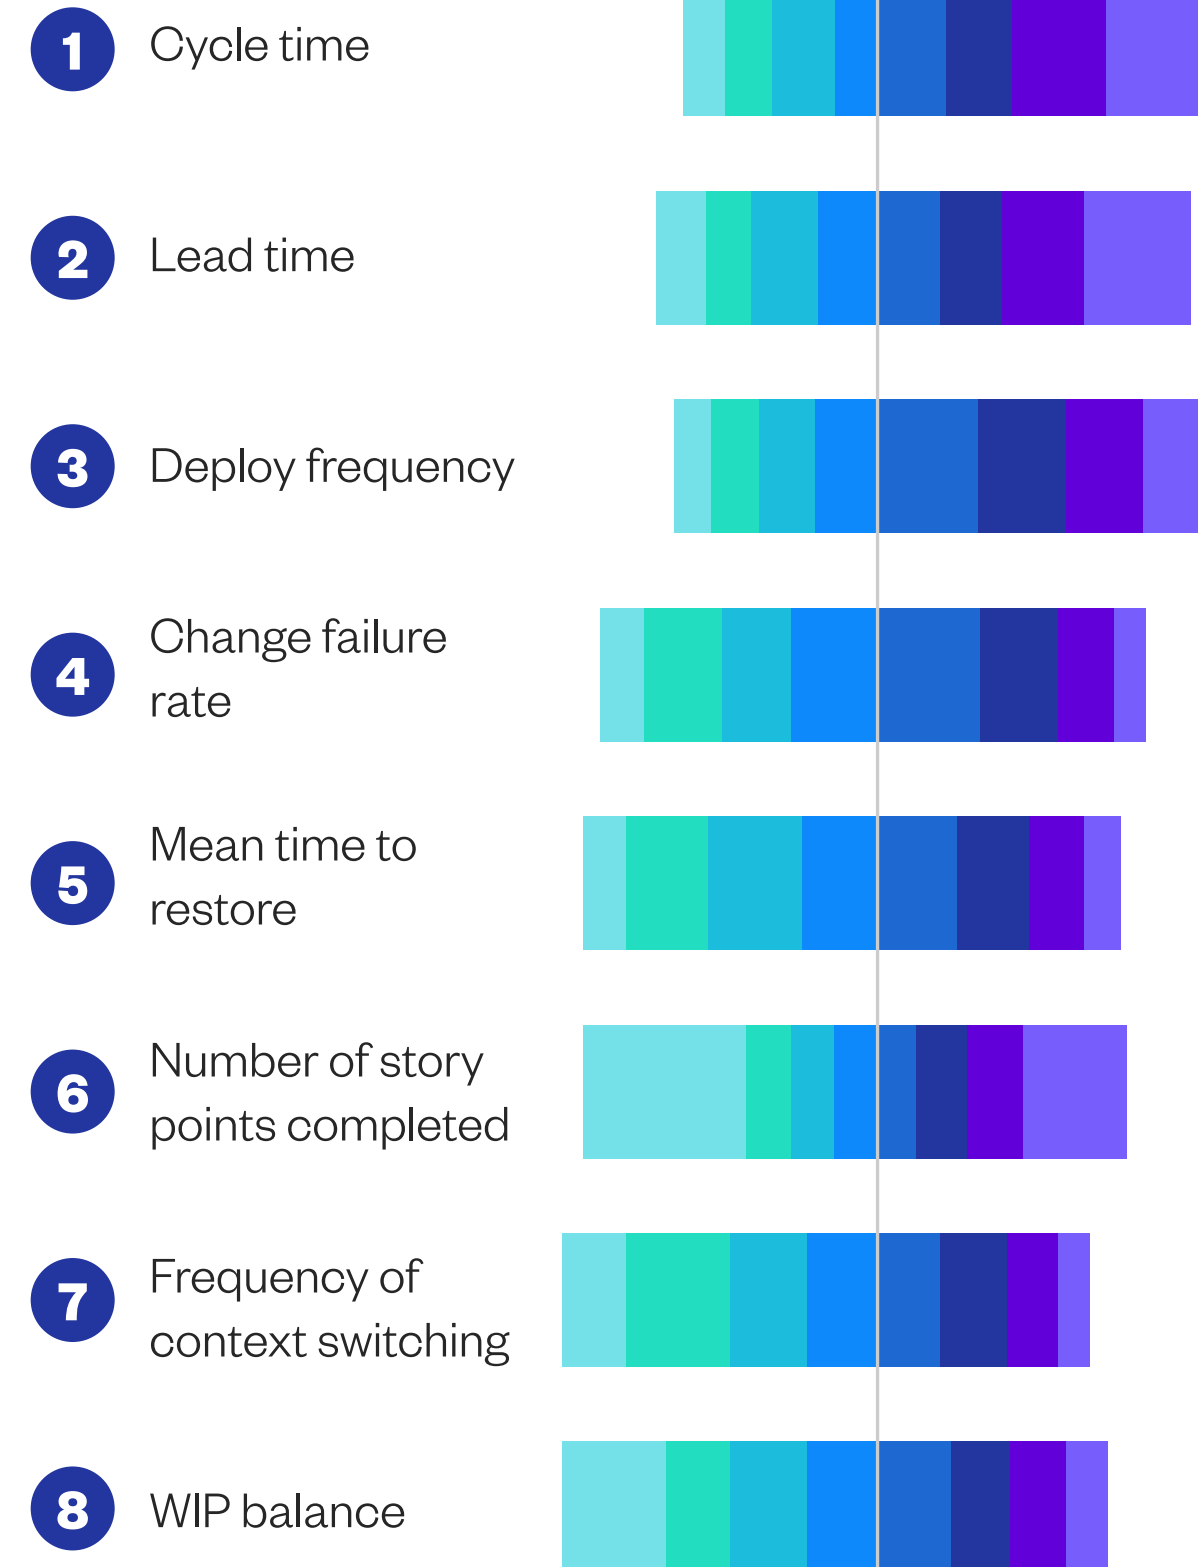 1 Cycle time
2 Lead time
3 Deploy frequency
4 Change failure
rate
5 Mean time to
restore
6 Number of story
points completed
7 Frequency of
context switching
8 WIP balance